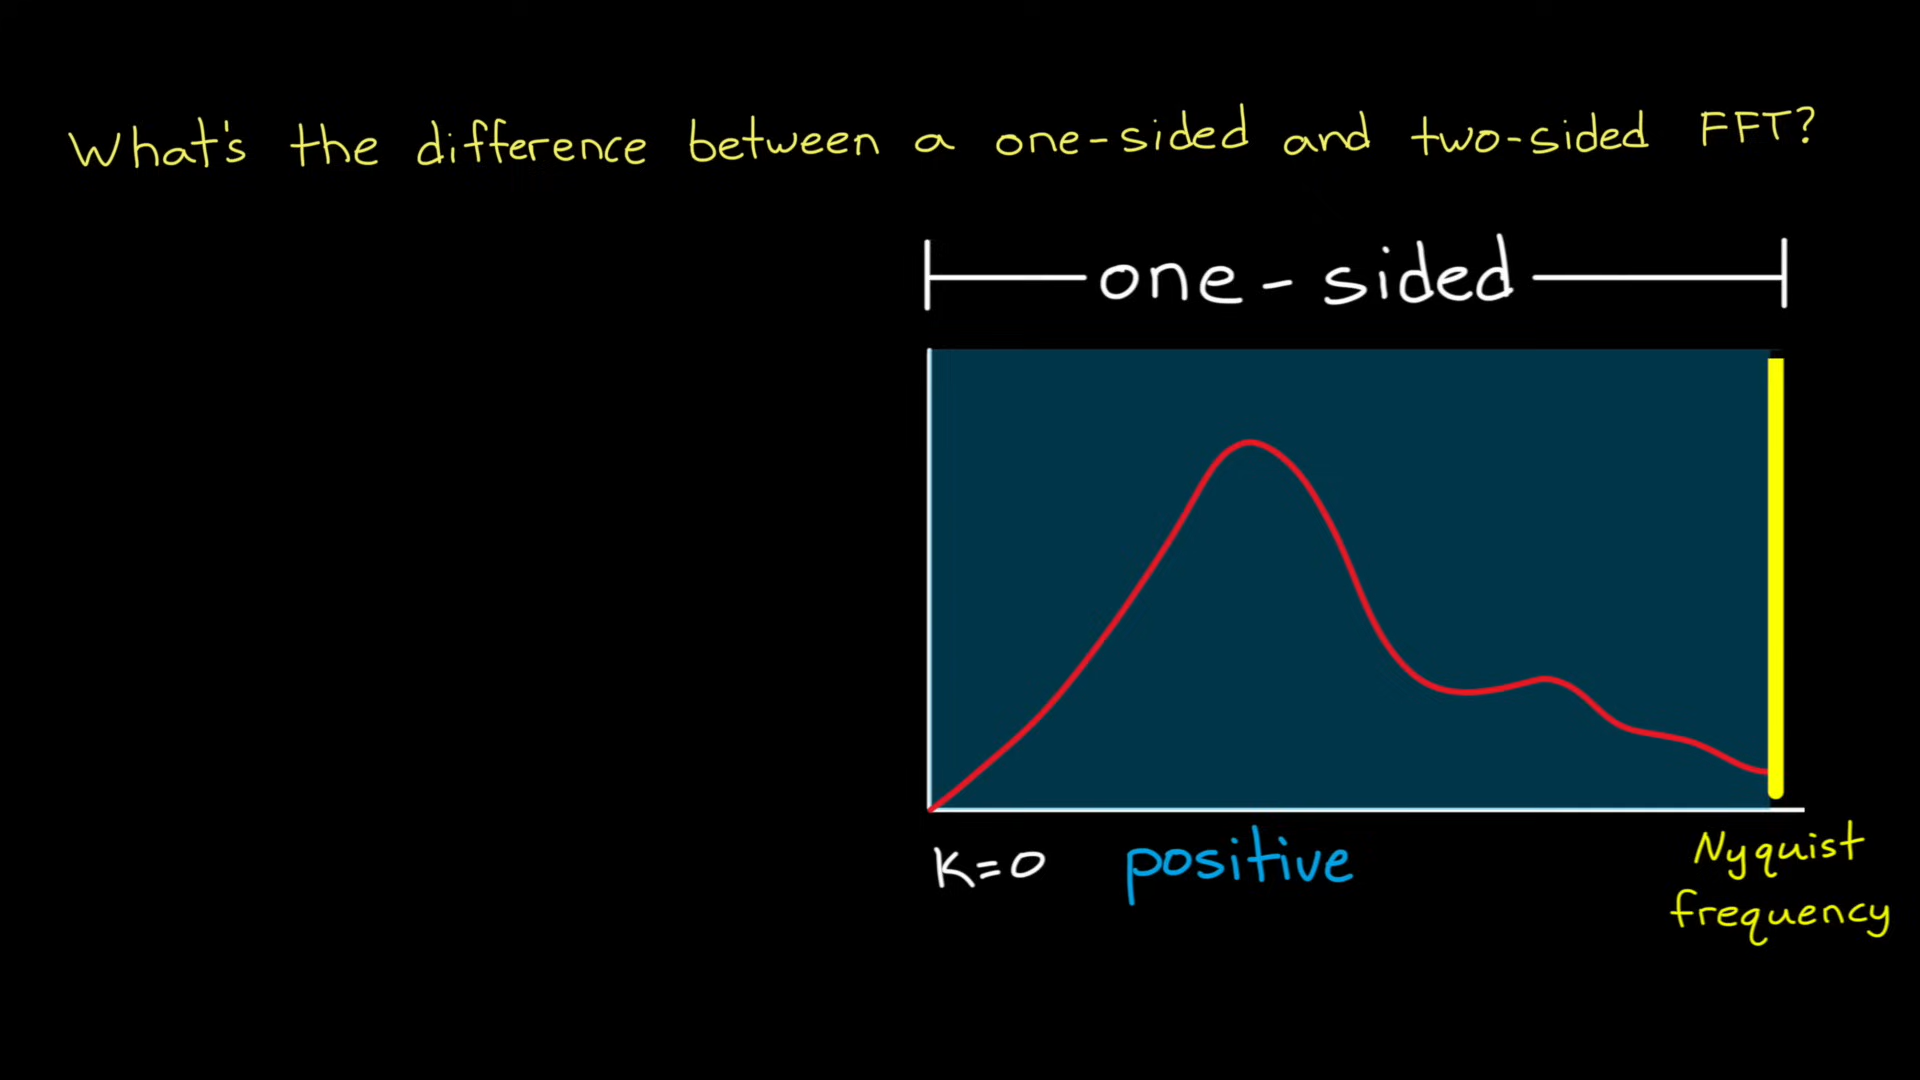 What's the difference between a one-sided and two-sided FFT?
one-sided
K=0
positive
Nyquist
frequency